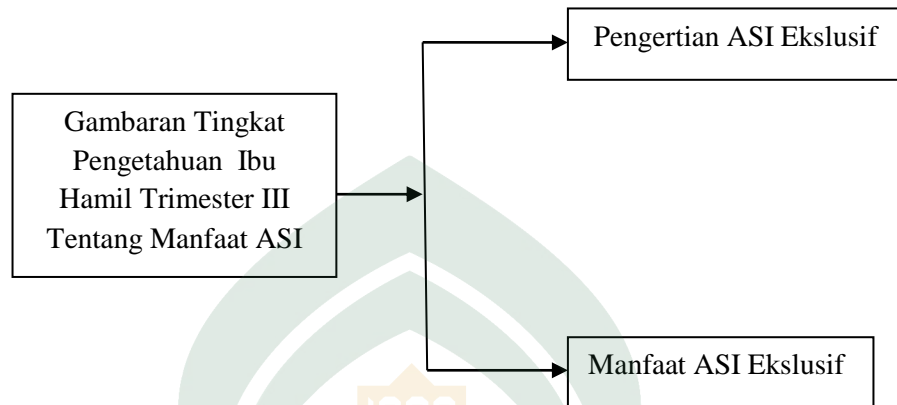 Pengertian ASI Ekslusif
Gambaran Tingkat
Pengetahuan Ibu
Hamil Trimester III
Tentang Manfaat ASI
Manfaat ASI Ekslusif